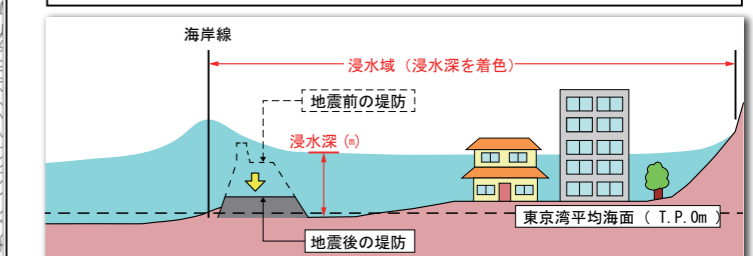 海岸線
浸水域（浸水深を着色）
地震前の堤防
浸水深(m)
東京湾平均海面（ T.P.0m ）
地震後の堤防